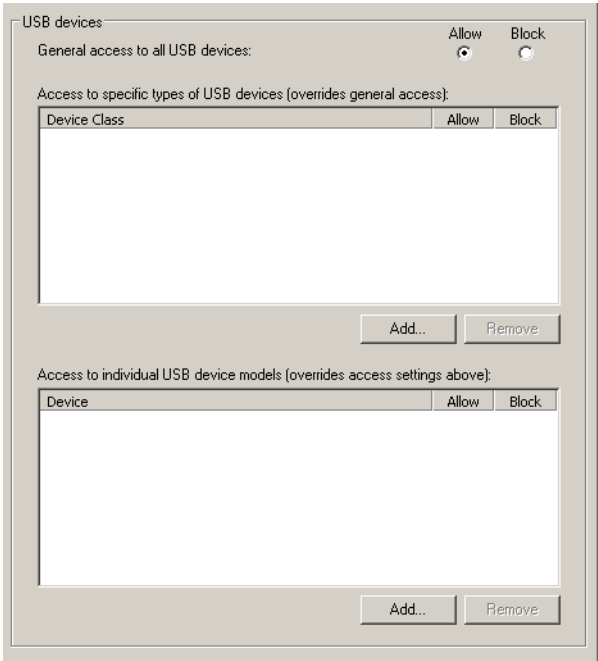 USB devices
Allow Block
General access to all USB devices:
Access to specific types of USB devices (overrides general access):
Device Class Allow Block
Add... Remove
Access to individual USB device models (overrides access settings above):
Device Allow Block
Add... Remove